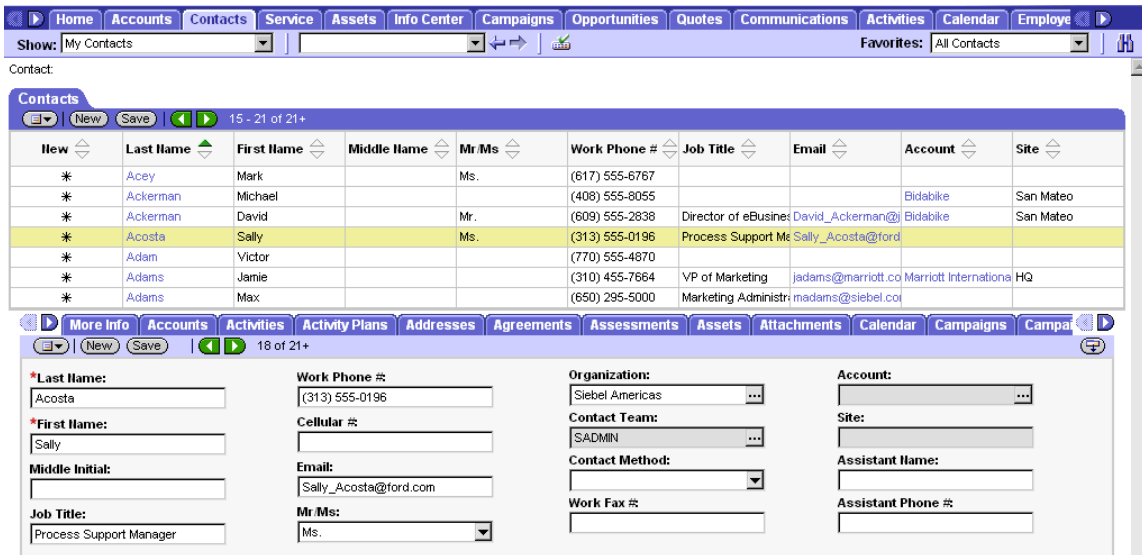 Home Accounts Contacts Service Assets Info Center Campaigns Opportunities Quotes Communications Activities Calendar Employe
Show: My Contacts Favorites: All Contacts
Contact:
Contacts
New Save 15 - 21 of 21+
New Last Name First Name Middle Name Mr/Ms Work Phone # Job Title Email Account Site
* Acey Mark Ms. (617) 555-6767
* Ackerman Michael (408) 555-8055 Bidabike San Mateo
* Ackerman David Mr. (609) 555-2838 Director of eBusines David_Ackerman@j Bidabike San Mateo
* Acosta Sally Ms. (313) 555-0196 Process Support Ma Sally_Acosta@ford
* Adam Victor (770) 555-4870
* Adams Jamie (310) 455-7664 VP of Marketing jadams@marriott.co Marriott Internationa HQ
* Adams Max (650) 295-5000 Marketing Administra madams@siebel.co
More Info Accounts Activities Activity Plans Addresses Agreements Assessments Assets Attachments Calendar Campaigns Campai
New Save 18 of 21+
*Last Name: Work Phone #: Organization: Account:
Acosta (313) 555-0196 Siebel Americas
*First Name: Cellular #: Contact Team: Site:
Sally SADMIN
Middle Initial: Email: Contact Method: Assistant Name:
Sally_Acosta@ford.com
Job Title: Mr/Ms: Work Fax #: Assistant Phone #:
Process Support Manager Ms.